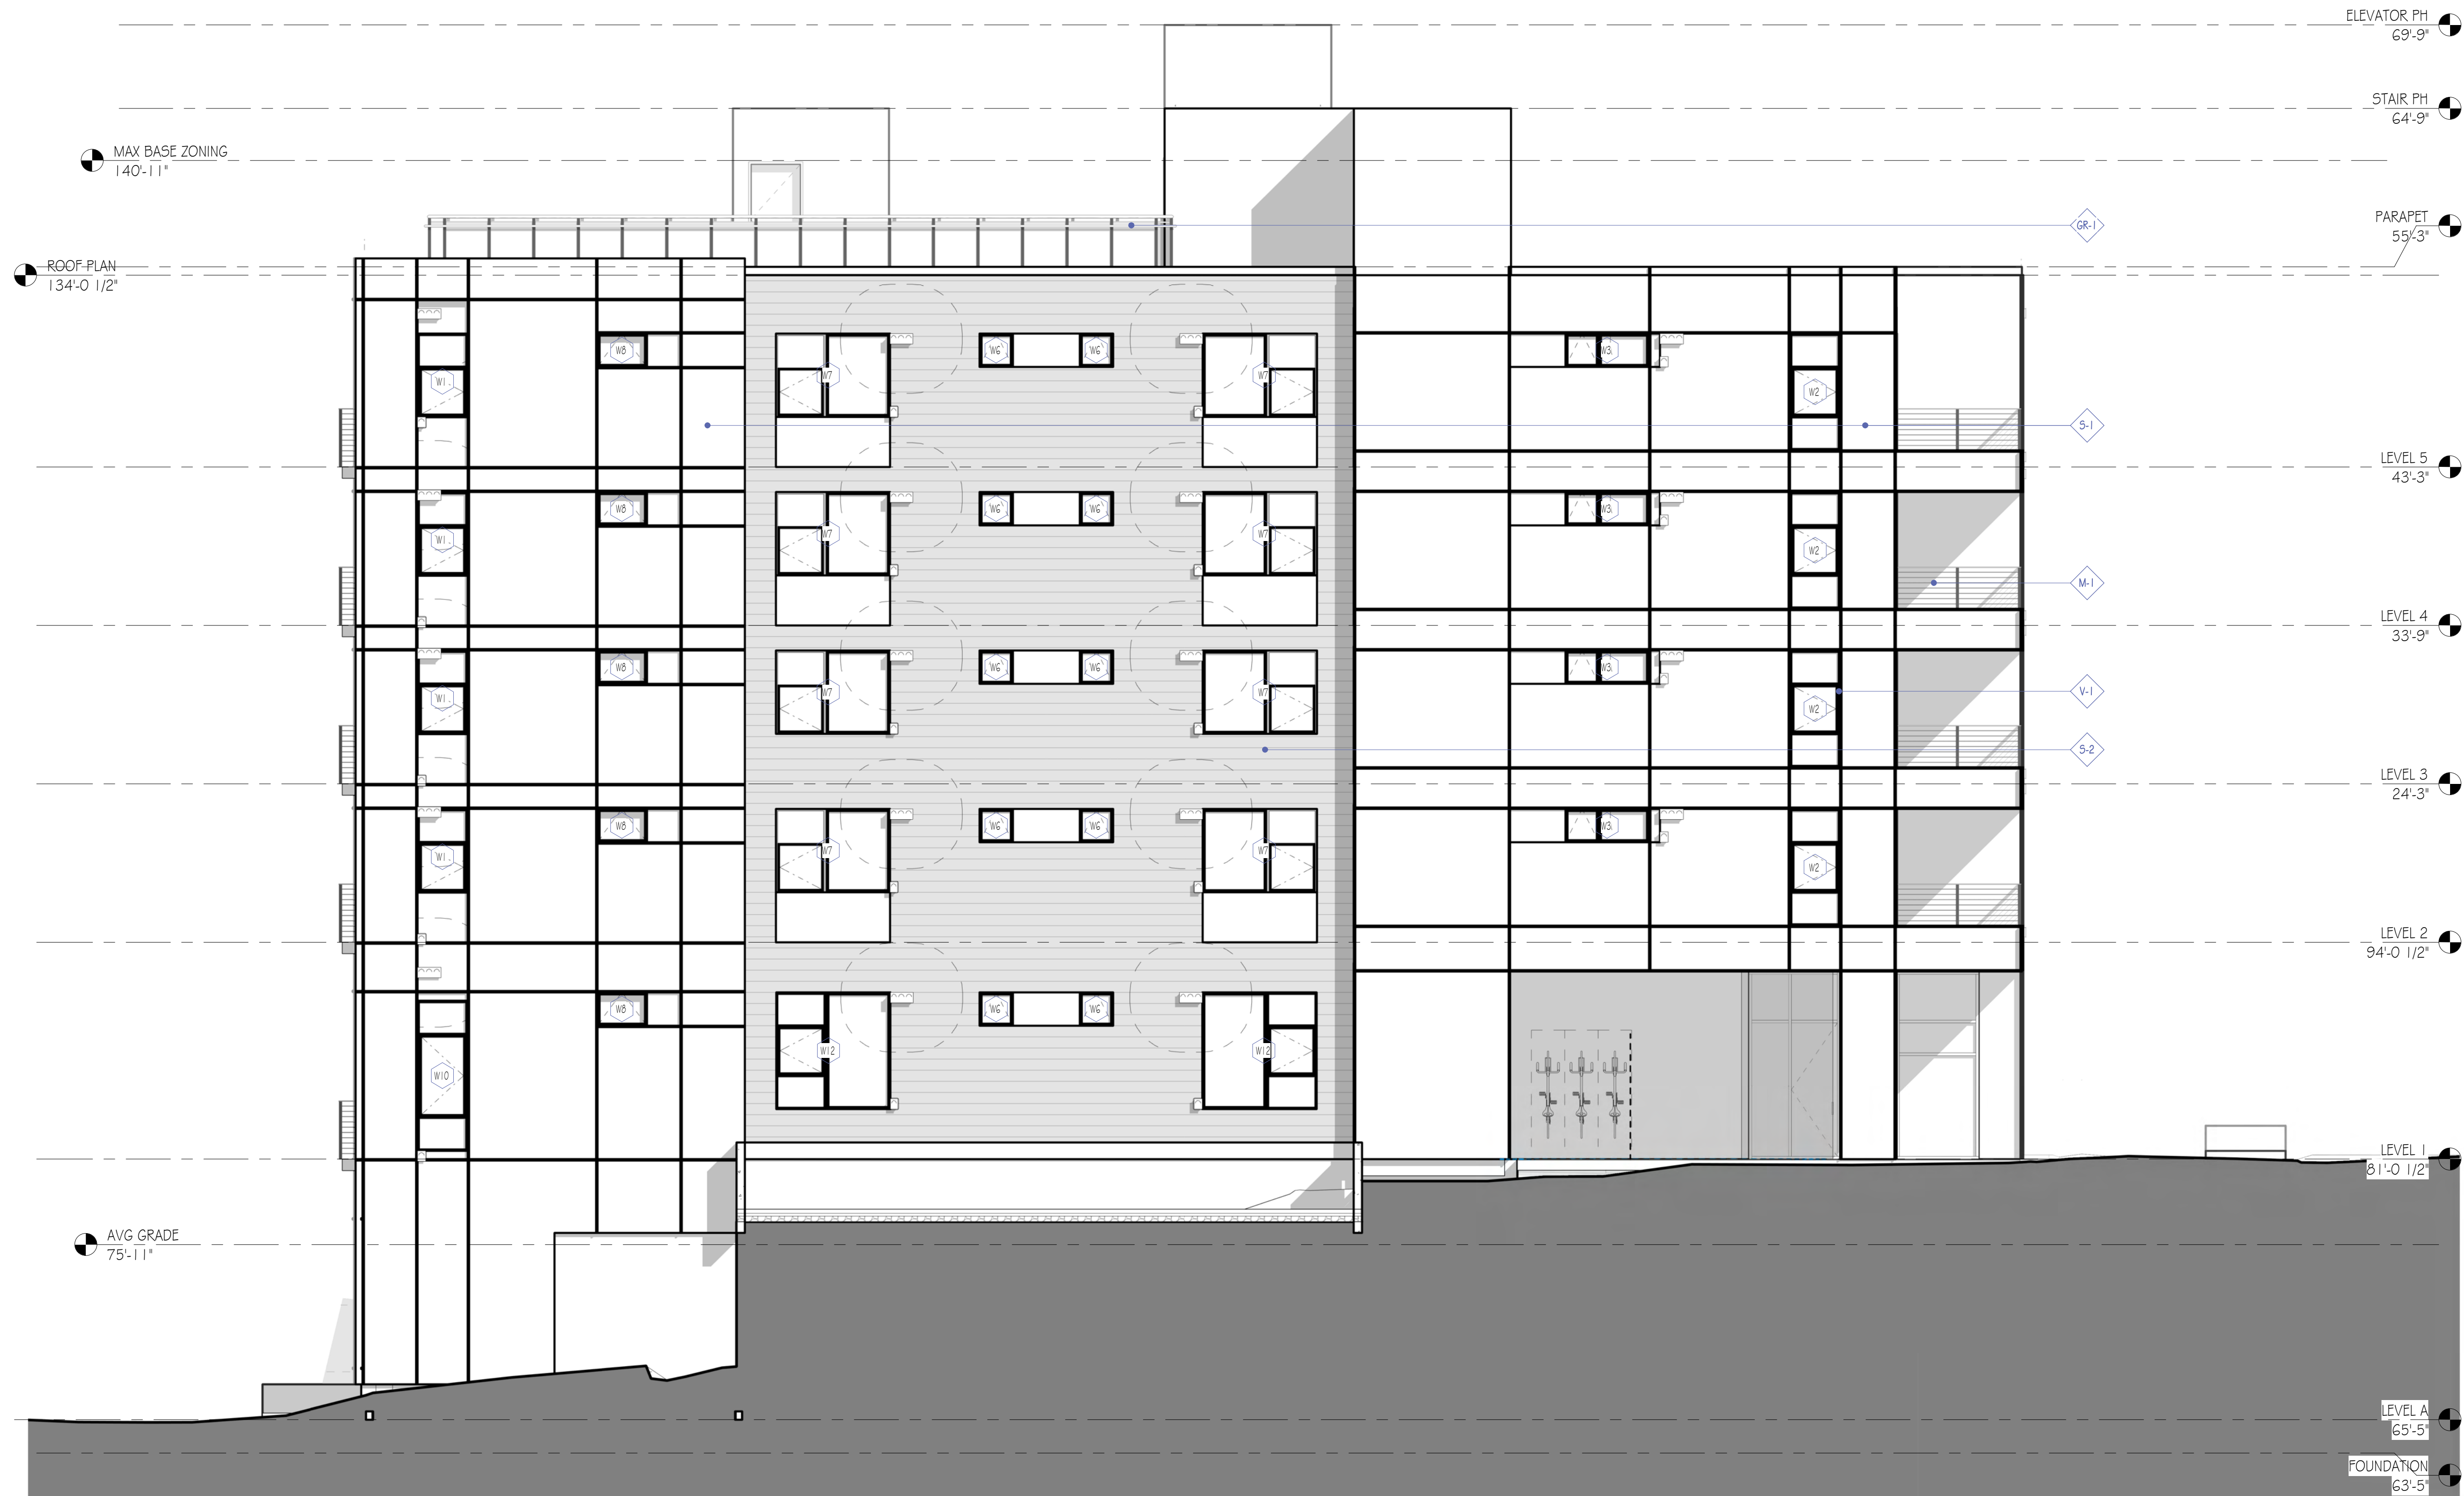 ELEVATOR PH
69'-9"
STAIR PH
64'-9"
MAX BASE ZONING
140'-11"
PARAPET
55'-3"
GR-1
ROOF PLAN
134'-0 1/2"
W8
W6
W6
W3
W7
W7
W1
W2
S-1
LEVEL 5
43'-3"
W8
W6
W6
W3
W7
W7
W1
W2
M-1
LEVEL 4
33'-9"
W8
W6
W6
W3
W7
W7
V-1
W1
W2
S-2
LEVEL 3
24'-3"
W8
W6
W6
W3
W7
W7
W1
W2
LEVEL 2
94'-0 1/2"
W8
W6
W6
W12
W12
W10
LEVEL 1
81'-0 1/2"
AVG GRADE
75'-11"
LEVEL A
65'-5"
FOUNDATION
63'-5"